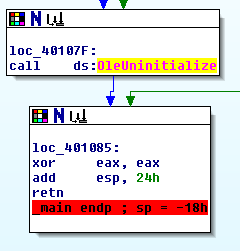 N
loc_40107F:
call ds:OleUninitialize
N
loc_401085:
xor eax, eax
add esp, 24h
retn
_main endp ; sp = -18h